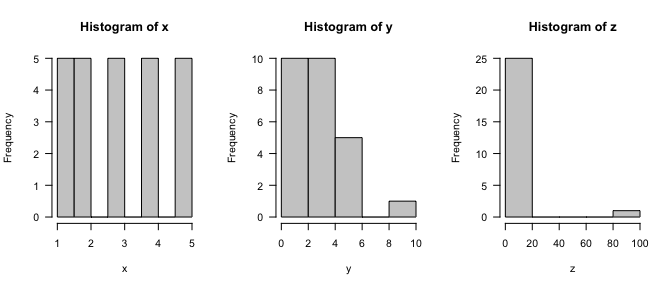 Histogram of x
Frequency
5
4
3
2
1
0
1 2 3 4 5
x
Histogram of y
Frequency
10
8
6
4
2
0
0 2 4 6 8 10
y
Histogram of z
Frequency
25
20
15
10
5
0
0 20 40 60 80 100
z